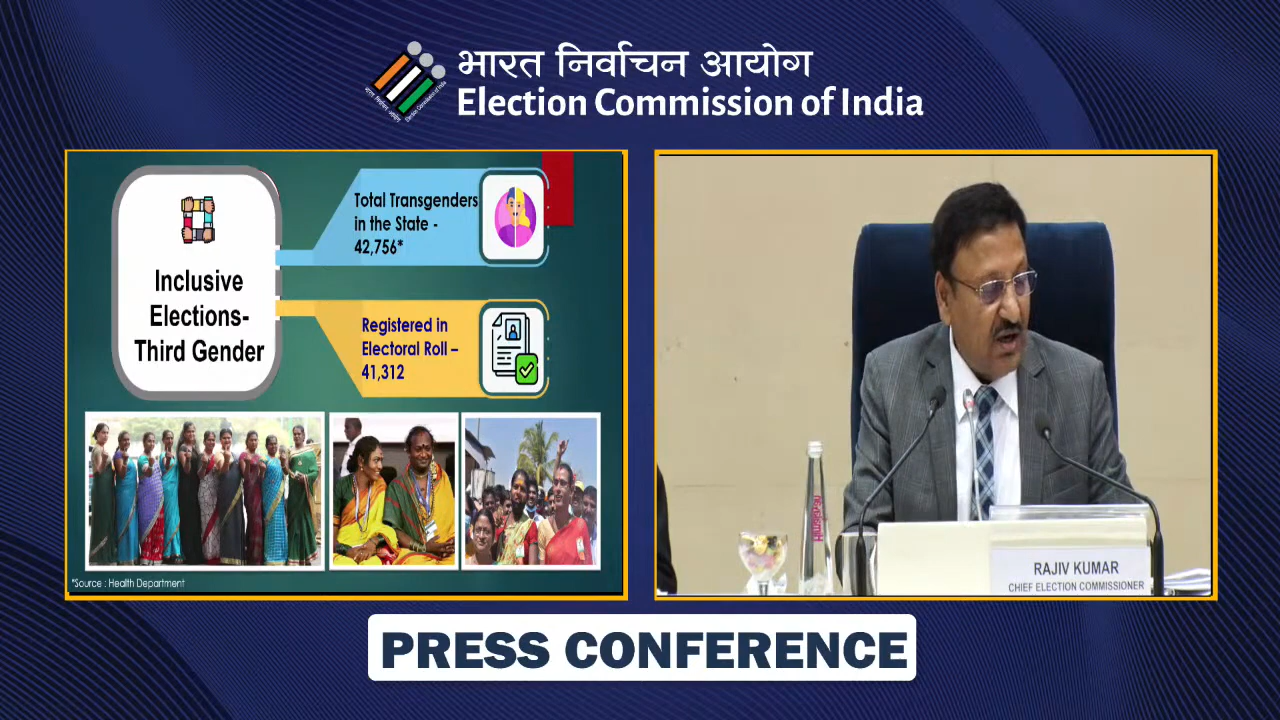 भारत निर्वाचन आयोग
Election Commission of India
Inclusive
Elections-
Third Gender
Total Transgenders
in the State -
42,756*
Registered in
Electoral Roll –
41,312
*Source : Health Department
RAJIV KUMAR
CHIEF ELECTION COMMISSIONER
PRESS CONFERENCE